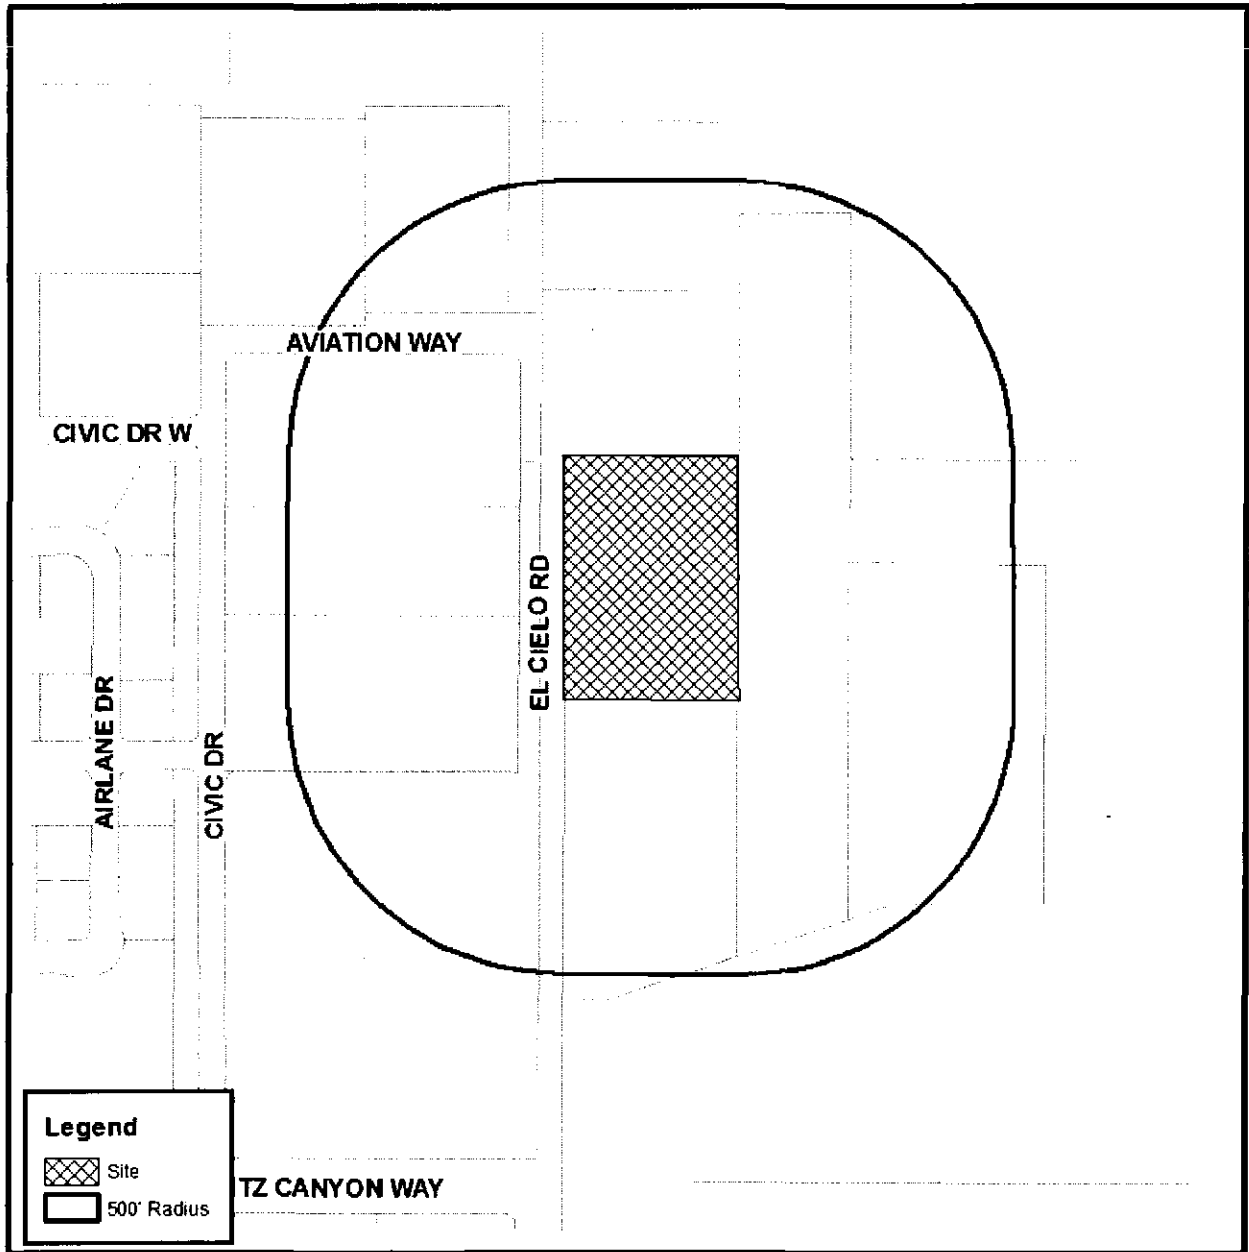 AVIATION WAY
CIVIC DR W
EL CIELO RD
AIRLANE DR
CIVIC DR
Legend
Site
500' Radius
TZ CANYON WAY